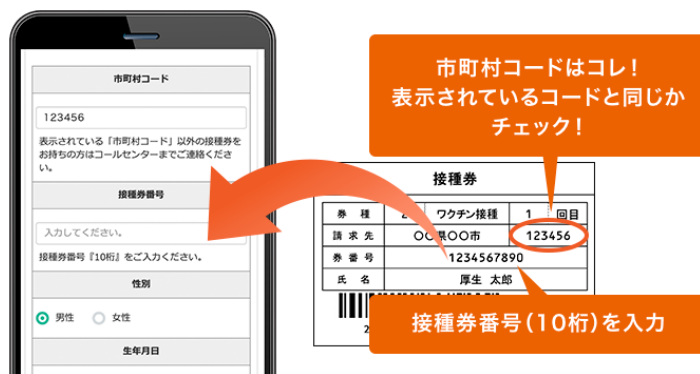 市町村コード
123456
表示されている「市町村コード」以外の接種券を
お持ちの方はコールセンターまでご連絡くださ
い。
接種券番号
入力してください。
接種券番号『10桁』をご入力ください。
性別
男性 女性
生年月日
市町村コードはコレ！
表示されているコードと同じか
チェック！
接種券
券 種 2 ワクチン接種 1 回目
請求先 〇〇県〇〇市 123456
券番号 1234567890
氏 名 厚生 太郎
接種券番号（10桁）を入力